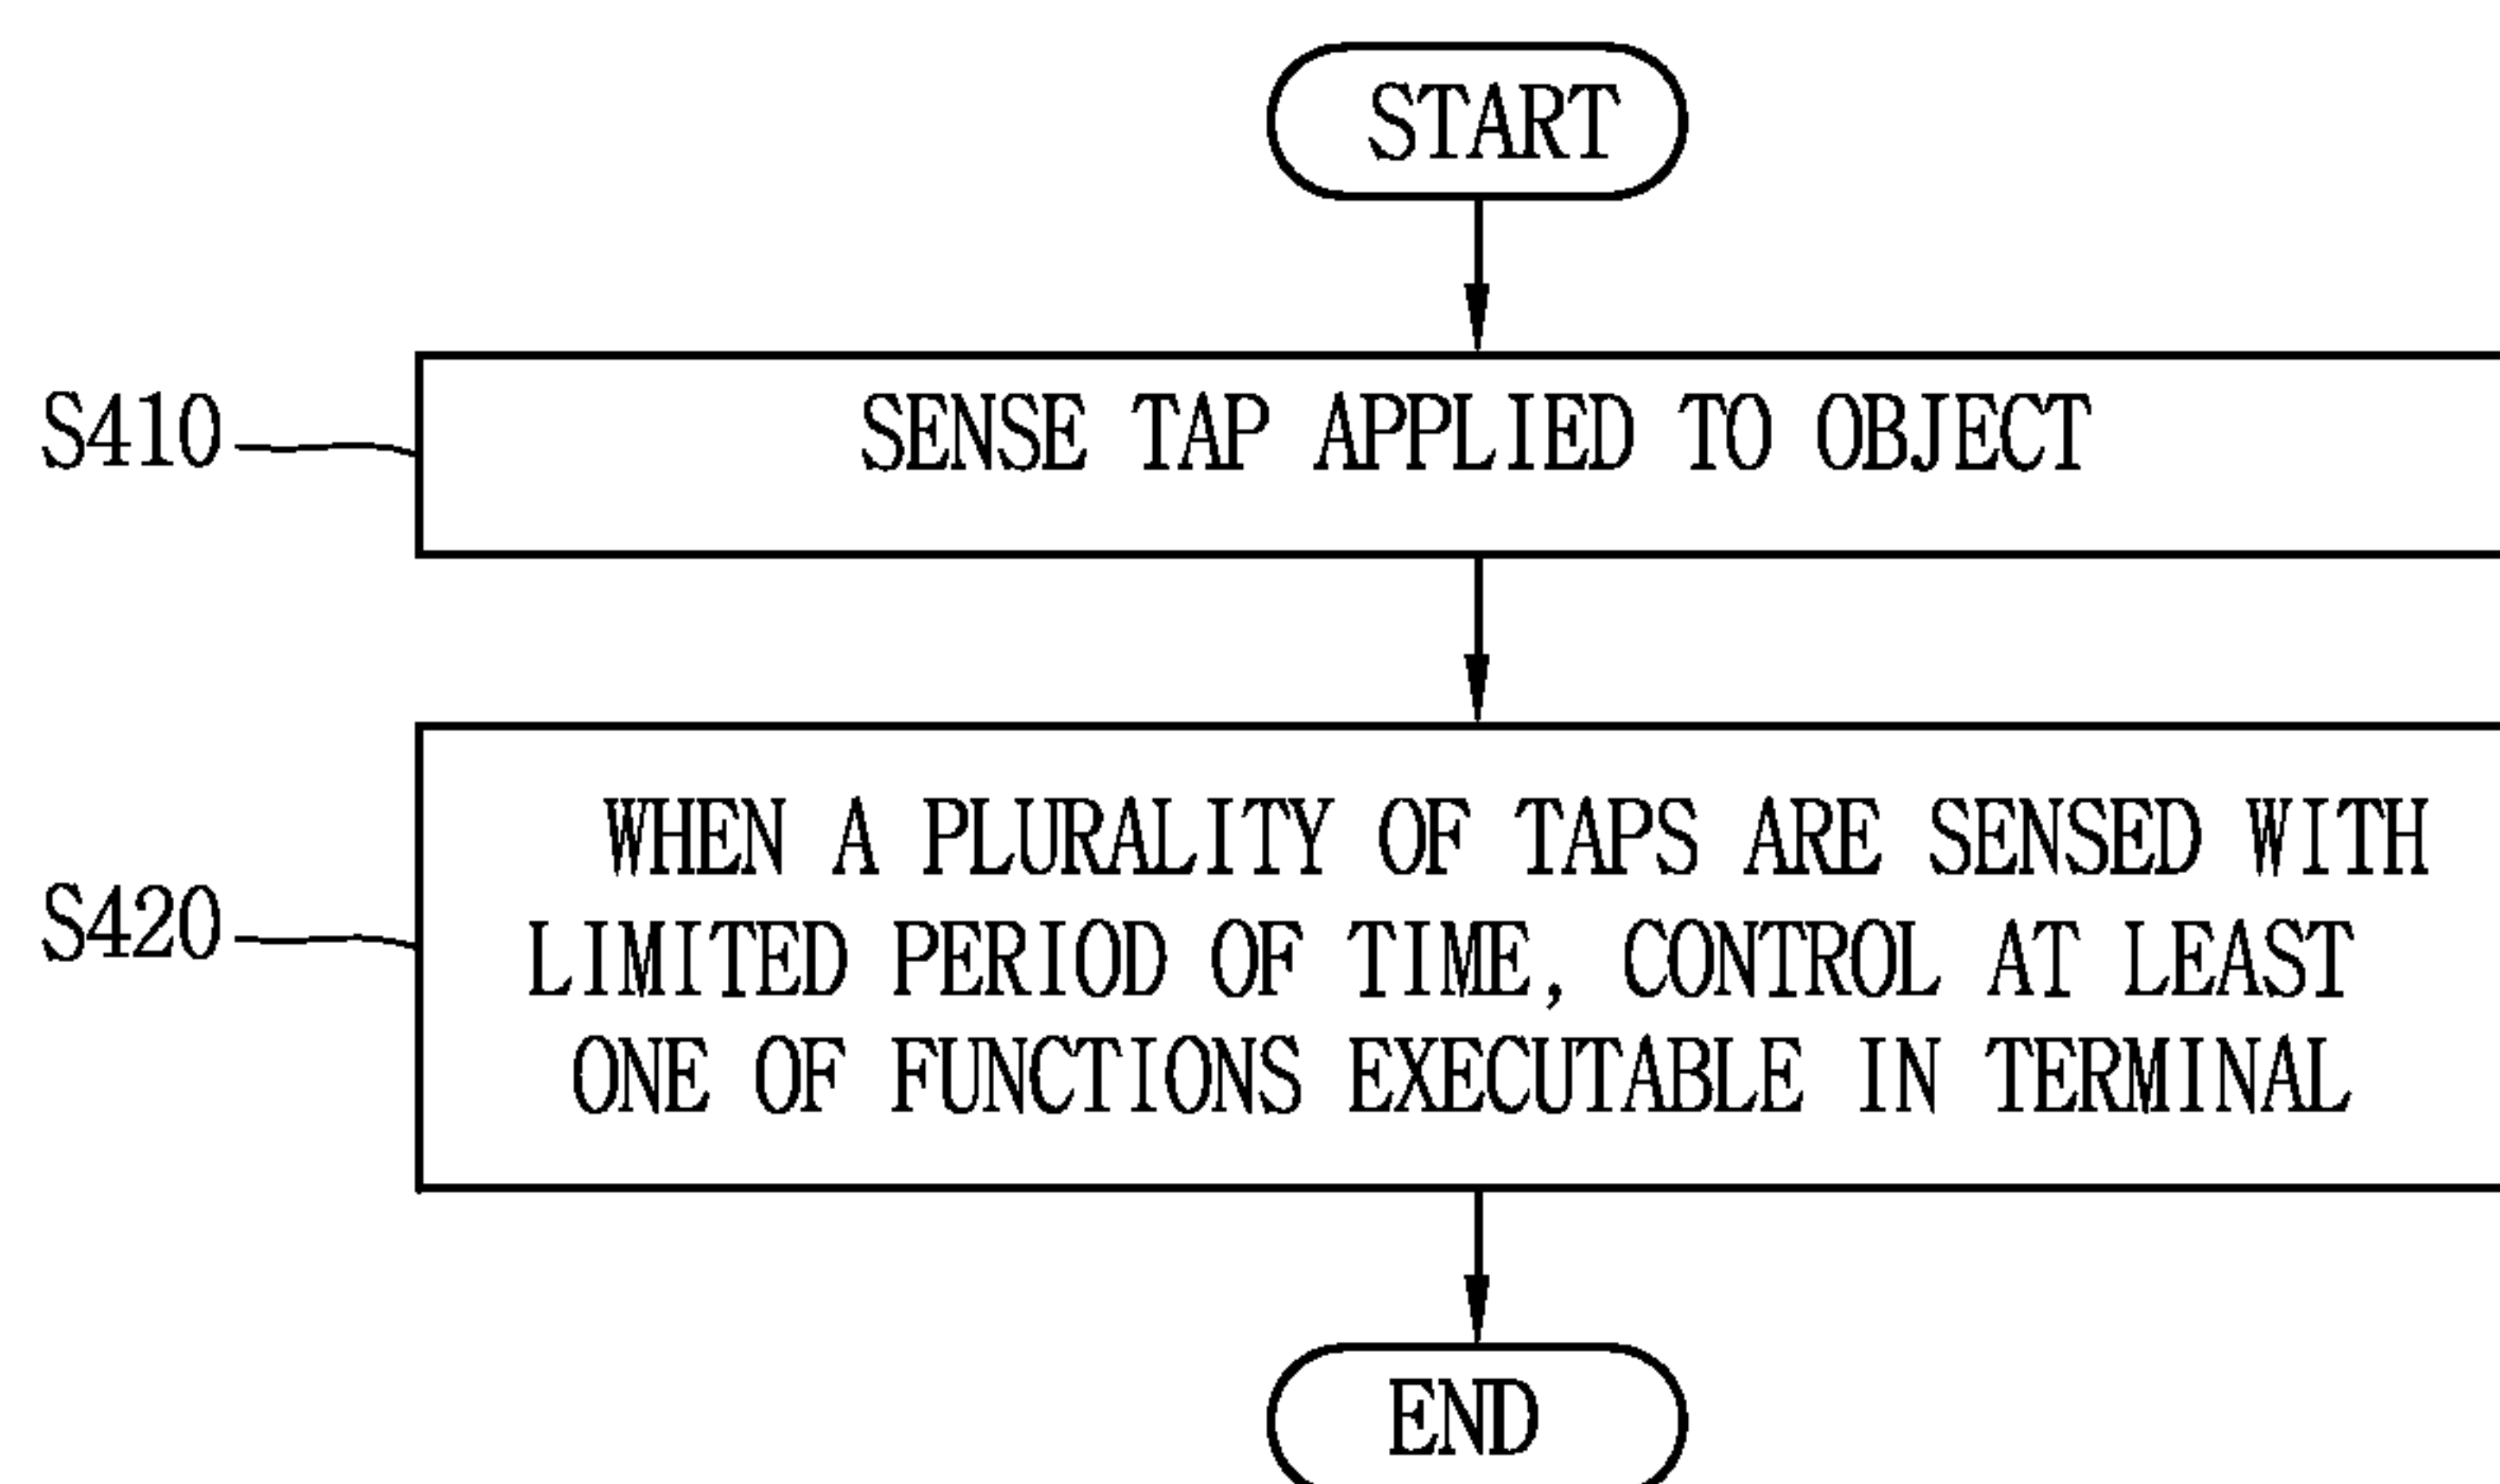 START
S410
SENSE TAP APPLIED TO OBJECT
S420
WHEN A PLURALITY OF TAPS ARE SENSED WITH
LIMITED PERIOD OF TIME, CONTROL AT LEAST
ONE OF FUNCTIONS EXECUTABLE IN TERMINAL
END